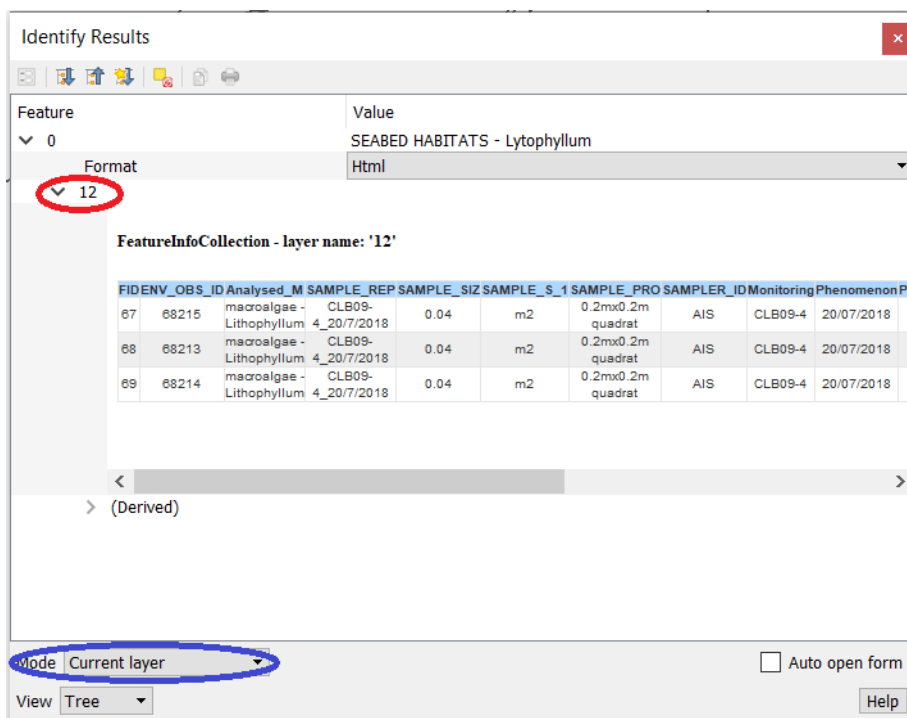 Identify Results
Feature Value
0 SEABED HABITATS - Lytophyllum
Format Html
12
FeatureInfoCollection - layer name: '12'
FID ENV_OBS_ID Analysed_M SAMPLE_REP SAMPLE_SIZ SAMPLE_S_1 SAMPLE_PRO SAMPLER_ID Monitoring Phenomenon P
67 68215 macroalgae - Lithophyllum CLB09-4_20/7/2018 0.04 m2 0.2mx0.2m quadrat AIS CLB09-4 20/07/2018
68 68213 macroalgae - Lithophyllum CLB09-4_20/7/2018 0.04 m2 0.2mx0.2m quadrat AIS CLB09-4 20/07/2018
69 68214 macroalgae - Lithophyllum CLB09-4_20/7/2018 0.04 m2 0.2mx0.2m quadrat AIS CLB09-4 20/07/2018
(Derived)
Mode Current layer Auto open form
View Tree Help